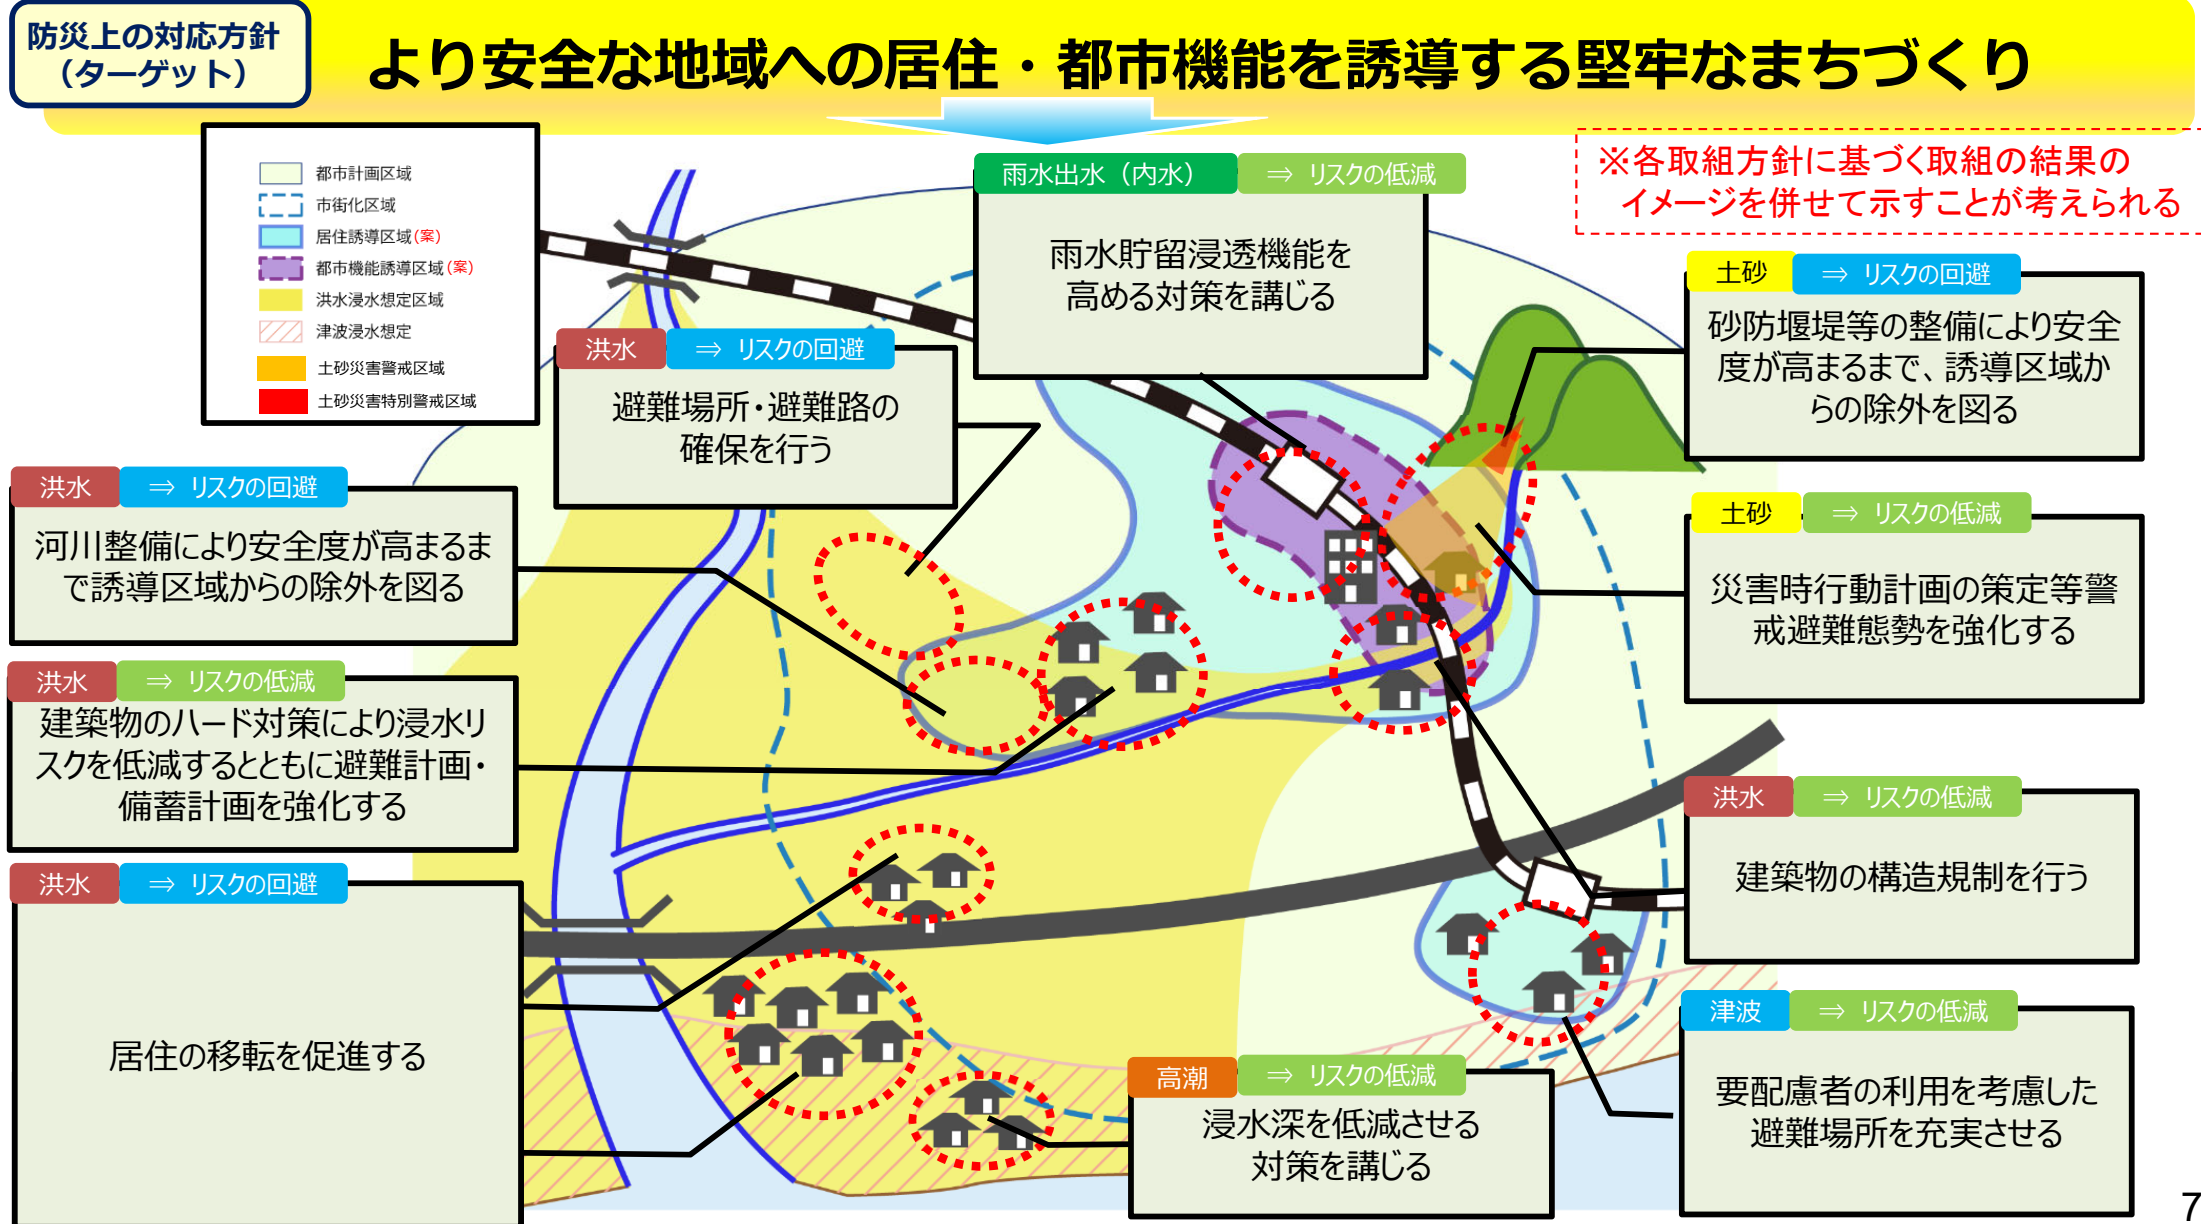 防災上の対応方針
（ターゲット）
より安全な地域への居住・都市機能を誘導する堅牢なまちづくり
※各取組方針に基づく取組の結果の
イメージを併せて示すことが考えられる
都市計画区域
市街化区域
居住誘導区域(案)
都市機能誘導区域(案)
洪水浸水想定区域
津波浸水想定
土砂災害警戒区域
土砂災害特別警戒区域
雨水出水（内水） ⇒ リスクの低減
雨水貯留浸透機能を
高める対策を講じる
洪水 ⇒ リスクの回避
避難場所・避難路の
確保を行う
土砂 ⇒ リスクの回避
砂防堰堤等の整備により安全
度が高まるまで、誘導区域か
らの除外を図る
洪水 ⇒ リスクの回避
河川整備により安全度が高まるま
で誘導区域からの除外を図る
土砂 ⇒ リスクの低減
災害時行動計画の策定等警
戒避難態勢を強化する
洪水 ⇒ リスクの低減
建築物のハード対策により浸水リ
スクを低減するとともに避難計画・
備蓄計画を強化する
洪水 ⇒ リスクの低減
建築物の構造規制を行う
洪水 ⇒ リスクの回避
居住の移転を促進する
高潮 ⇒ リスクの低減
浸水深を低減させる
対策を講じる
津波 ⇒ リスクの低減
要配慮者の利用を考慮した
避難場所を充実させる
7